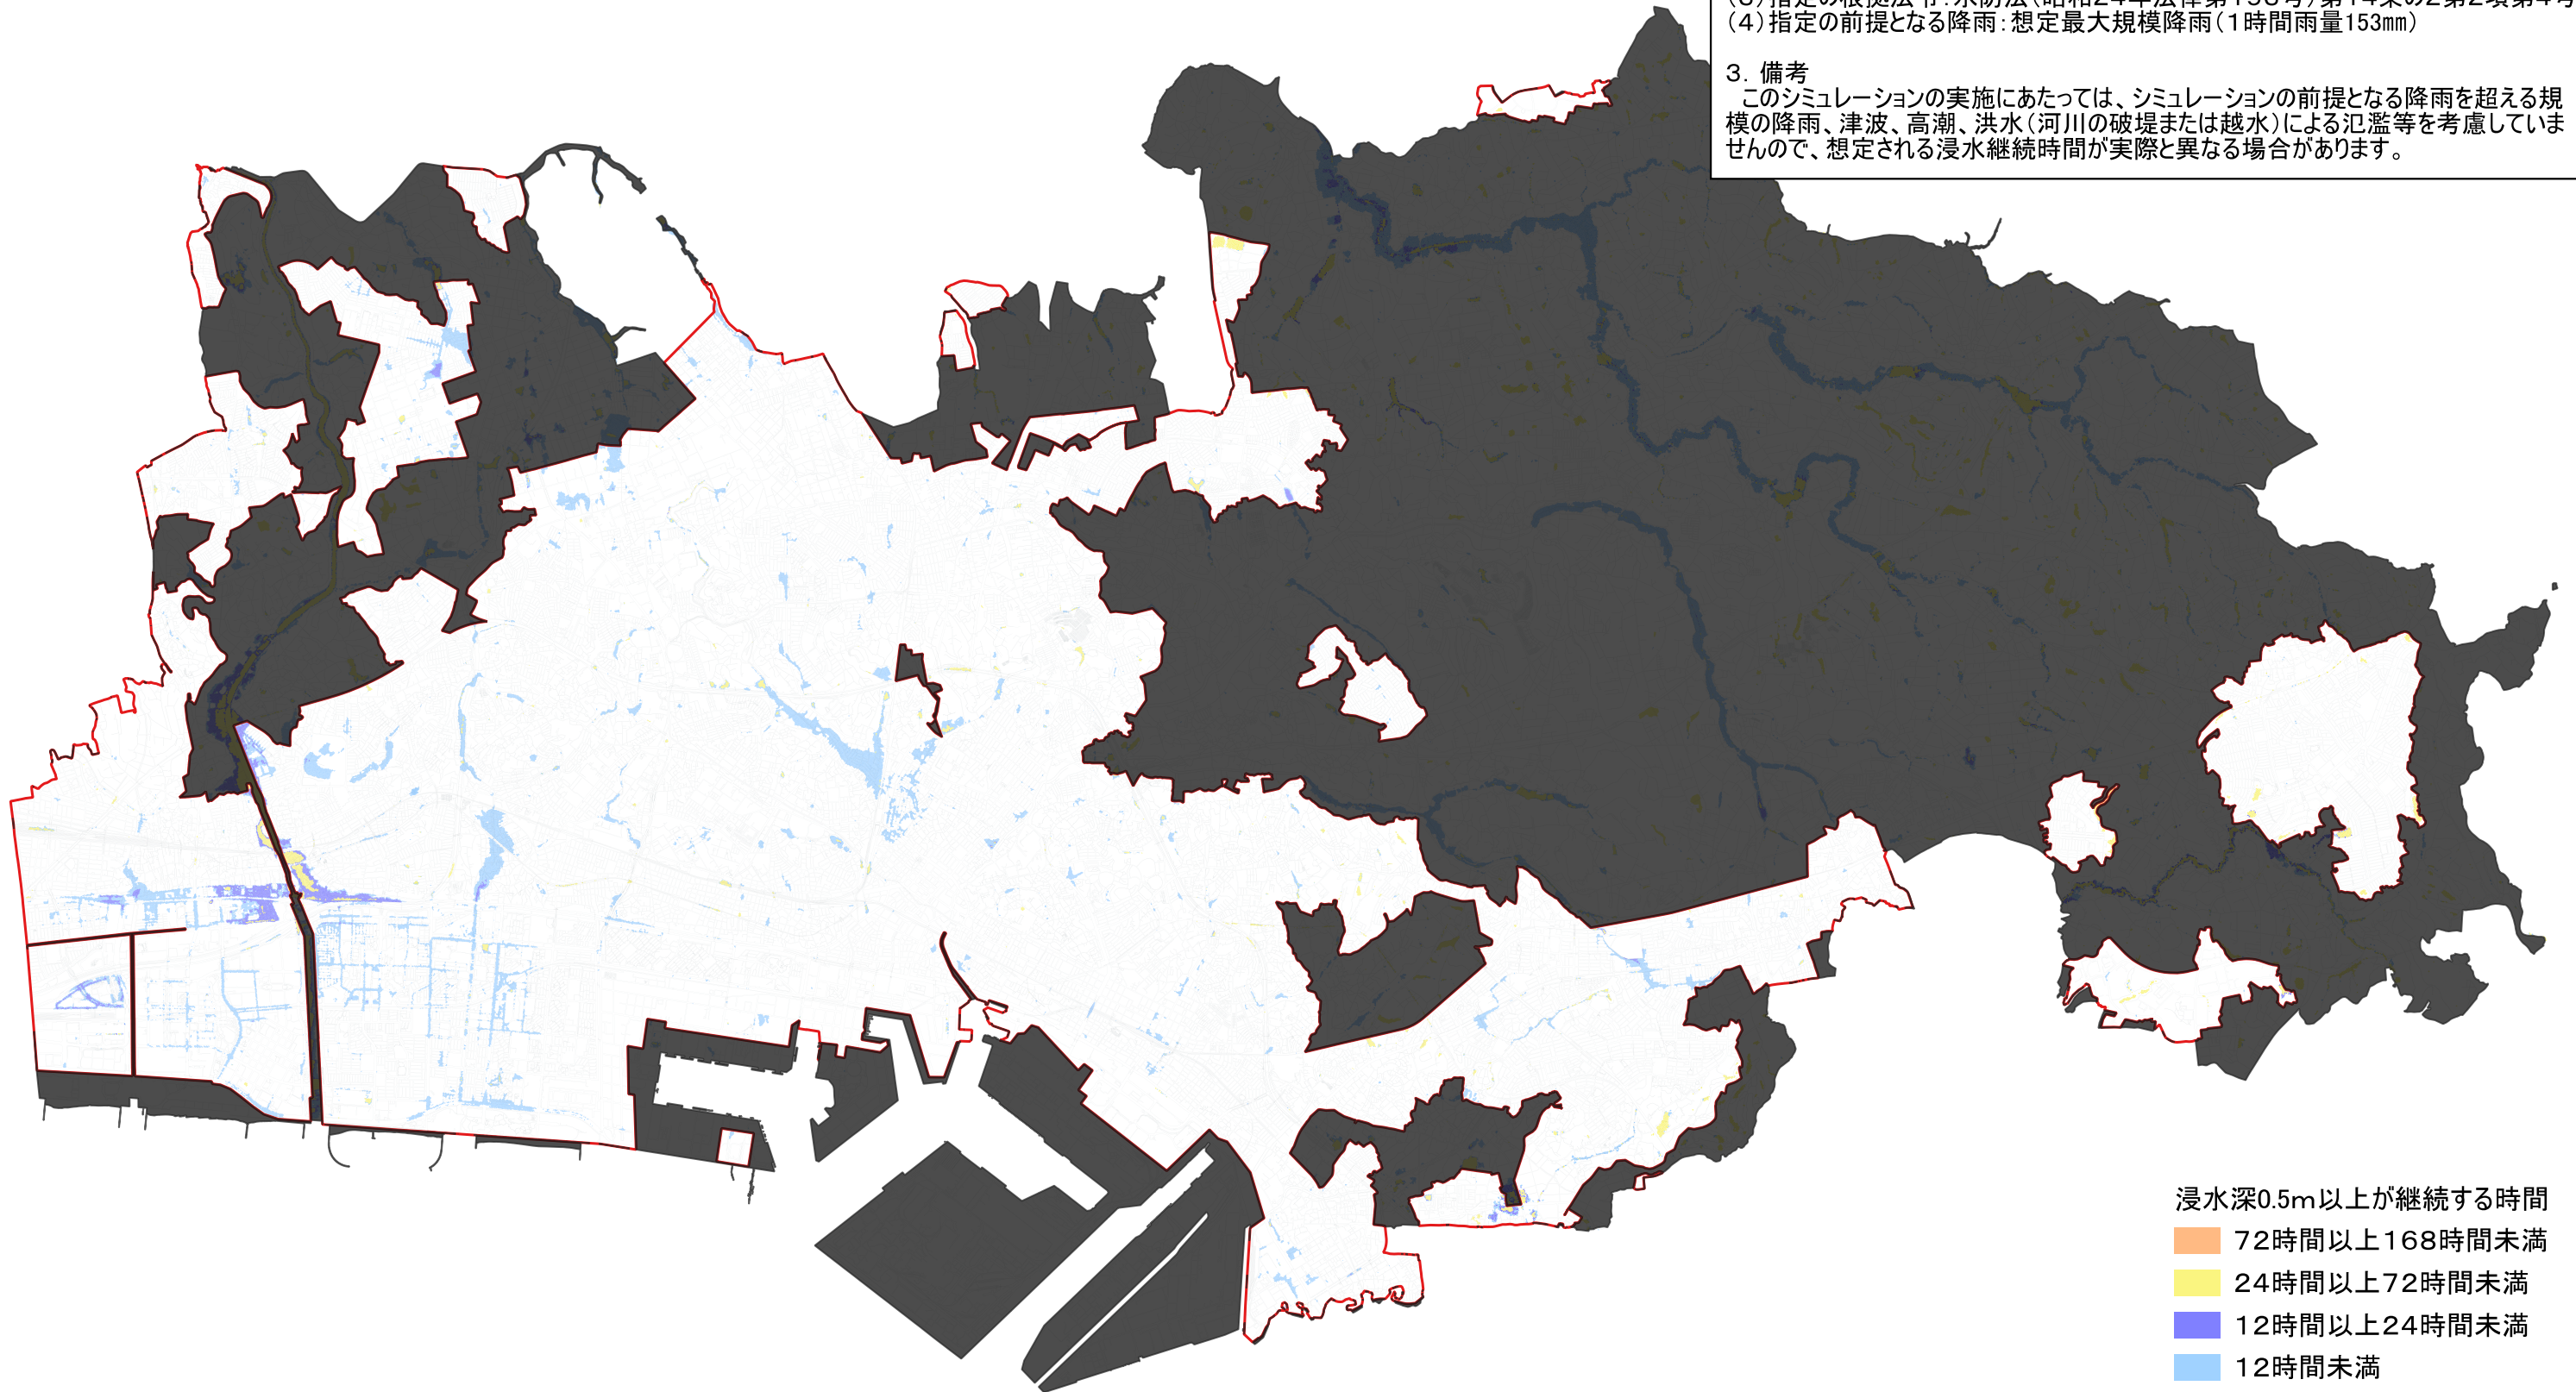 (4)指定の前提となる降雨:想定最大規模降雨(1時間雨量153㎜)
3. 備考
このシミュレーションの実施にあたっては、シミュレーションの前提となる降雨を超える規
模の降雨、津波、高潮、洪水(河川の破堤または越水)による氾濫等を考慮していま
せんので、想定される浸水継続時間が実際と異なる場合があります。
浸水深0.5m以上が継続する時間
72時間以上168時間未満
24時間以上72時間未満
12時間以上24時間未満
12時間未満